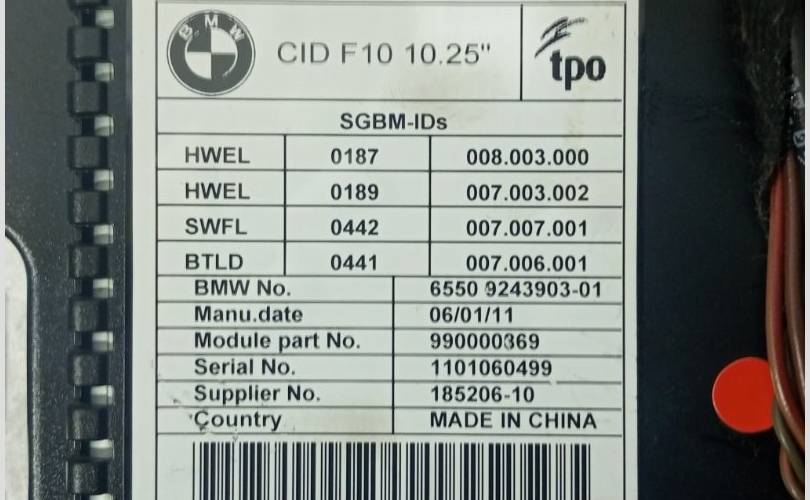 BMW
CID F10 10.25"
tpo
SGBM-IDs
HWEL 0187 008.003.000
HWEL 0189 007.003.002
SWFL 0442 007.007.001
BTLD 0441 007.006.001
BMW No. 6550 9243903-01
Manu.date 06/01/11
Module part No. 990000369
Serial No. 1101060499
Supplier No. 185206-10
Country MADE IN CHINA